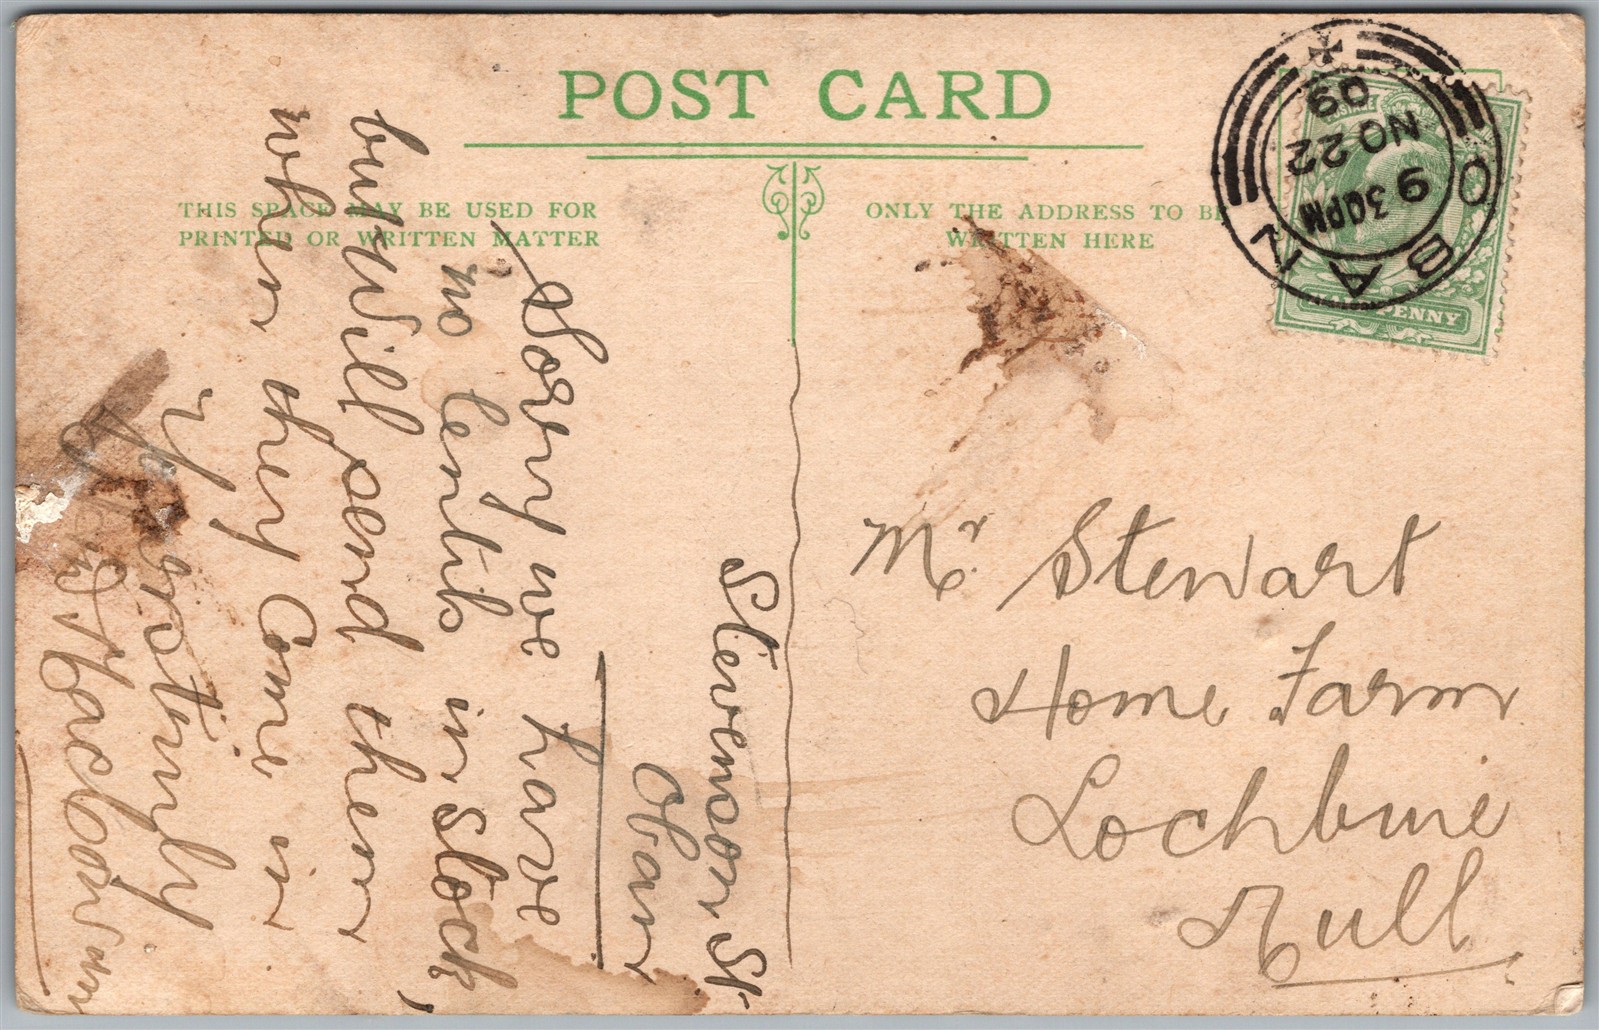 POST CARD
THIS SPACE MAY BE USED FOR
PRINTED OR WRITTEN MATTER
ONLY THE ADDRESS TO BE
WRITTEN HERE
OBAN
9 30PM
NO 22
09
HALFPENNY
Mr. Stewart
Home Farm
Lochbuie
Mull
Stevenson St
Oban
Sorry we have
no lentils in stock,
but will send them
when they Come in
Yrs truly